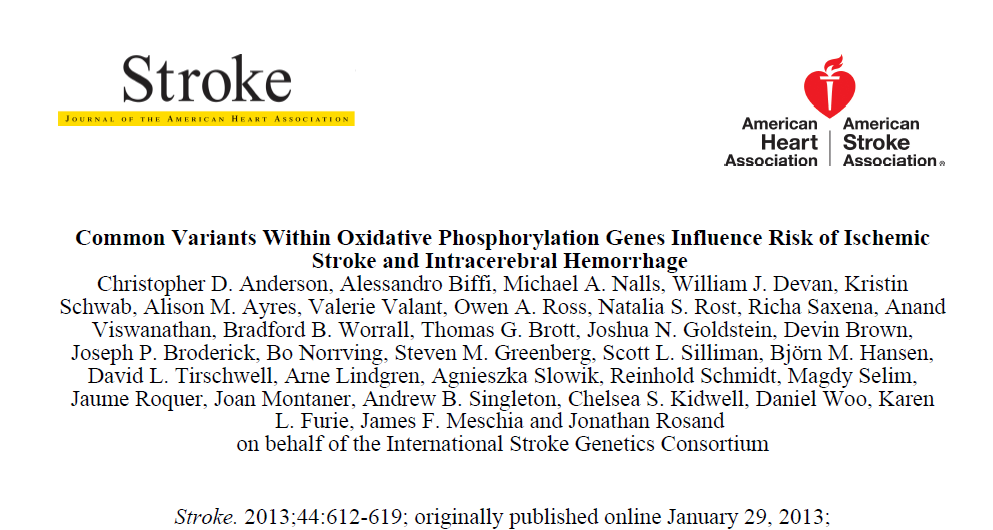 Stroke
JOURNAL OF THE AMERICAN HEART ASSOCIATION
American Heart Association
American Stroke Association®
Common Variants Within Oxidative Phosphorylation Genes Influence Risk of Ischemic
Stroke and Intracerebral Hemorrhage
Christopher D. Anderson, Alessandro Biffi, Michael A. Nalls, William J. Devan, Kristin
Schwab, Alison M. Ayres, Valerie Valant, Owen A. Ross, Natalia S. Rost, Richa Saxena, Anand
Viswanathan, Bradford B. Worrall, Thomas G. Brott, Joshua N. Goldstein, Devin Brown,
Joseph P. Broderick, Bo Norrving, Steven M. Greenberg, Scott L. Silliman, Björn M. Hansen,
David L. Tirschwell, Arne Lindgren, Agnieszka Slowik, Reinhold Schmidt, Magdy Selim,
Jaume Roquer, Joan Montaner, Andrew B. Singleton, Chelsea S. Kidwell, Daniel Woo, Karen
L. Furie, James F. Meschia and Jonathan Rosand
on behalf of the International Stroke Genetics Consortium
Stroke. 2013;44:612-619; originally published online January 29, 2013;